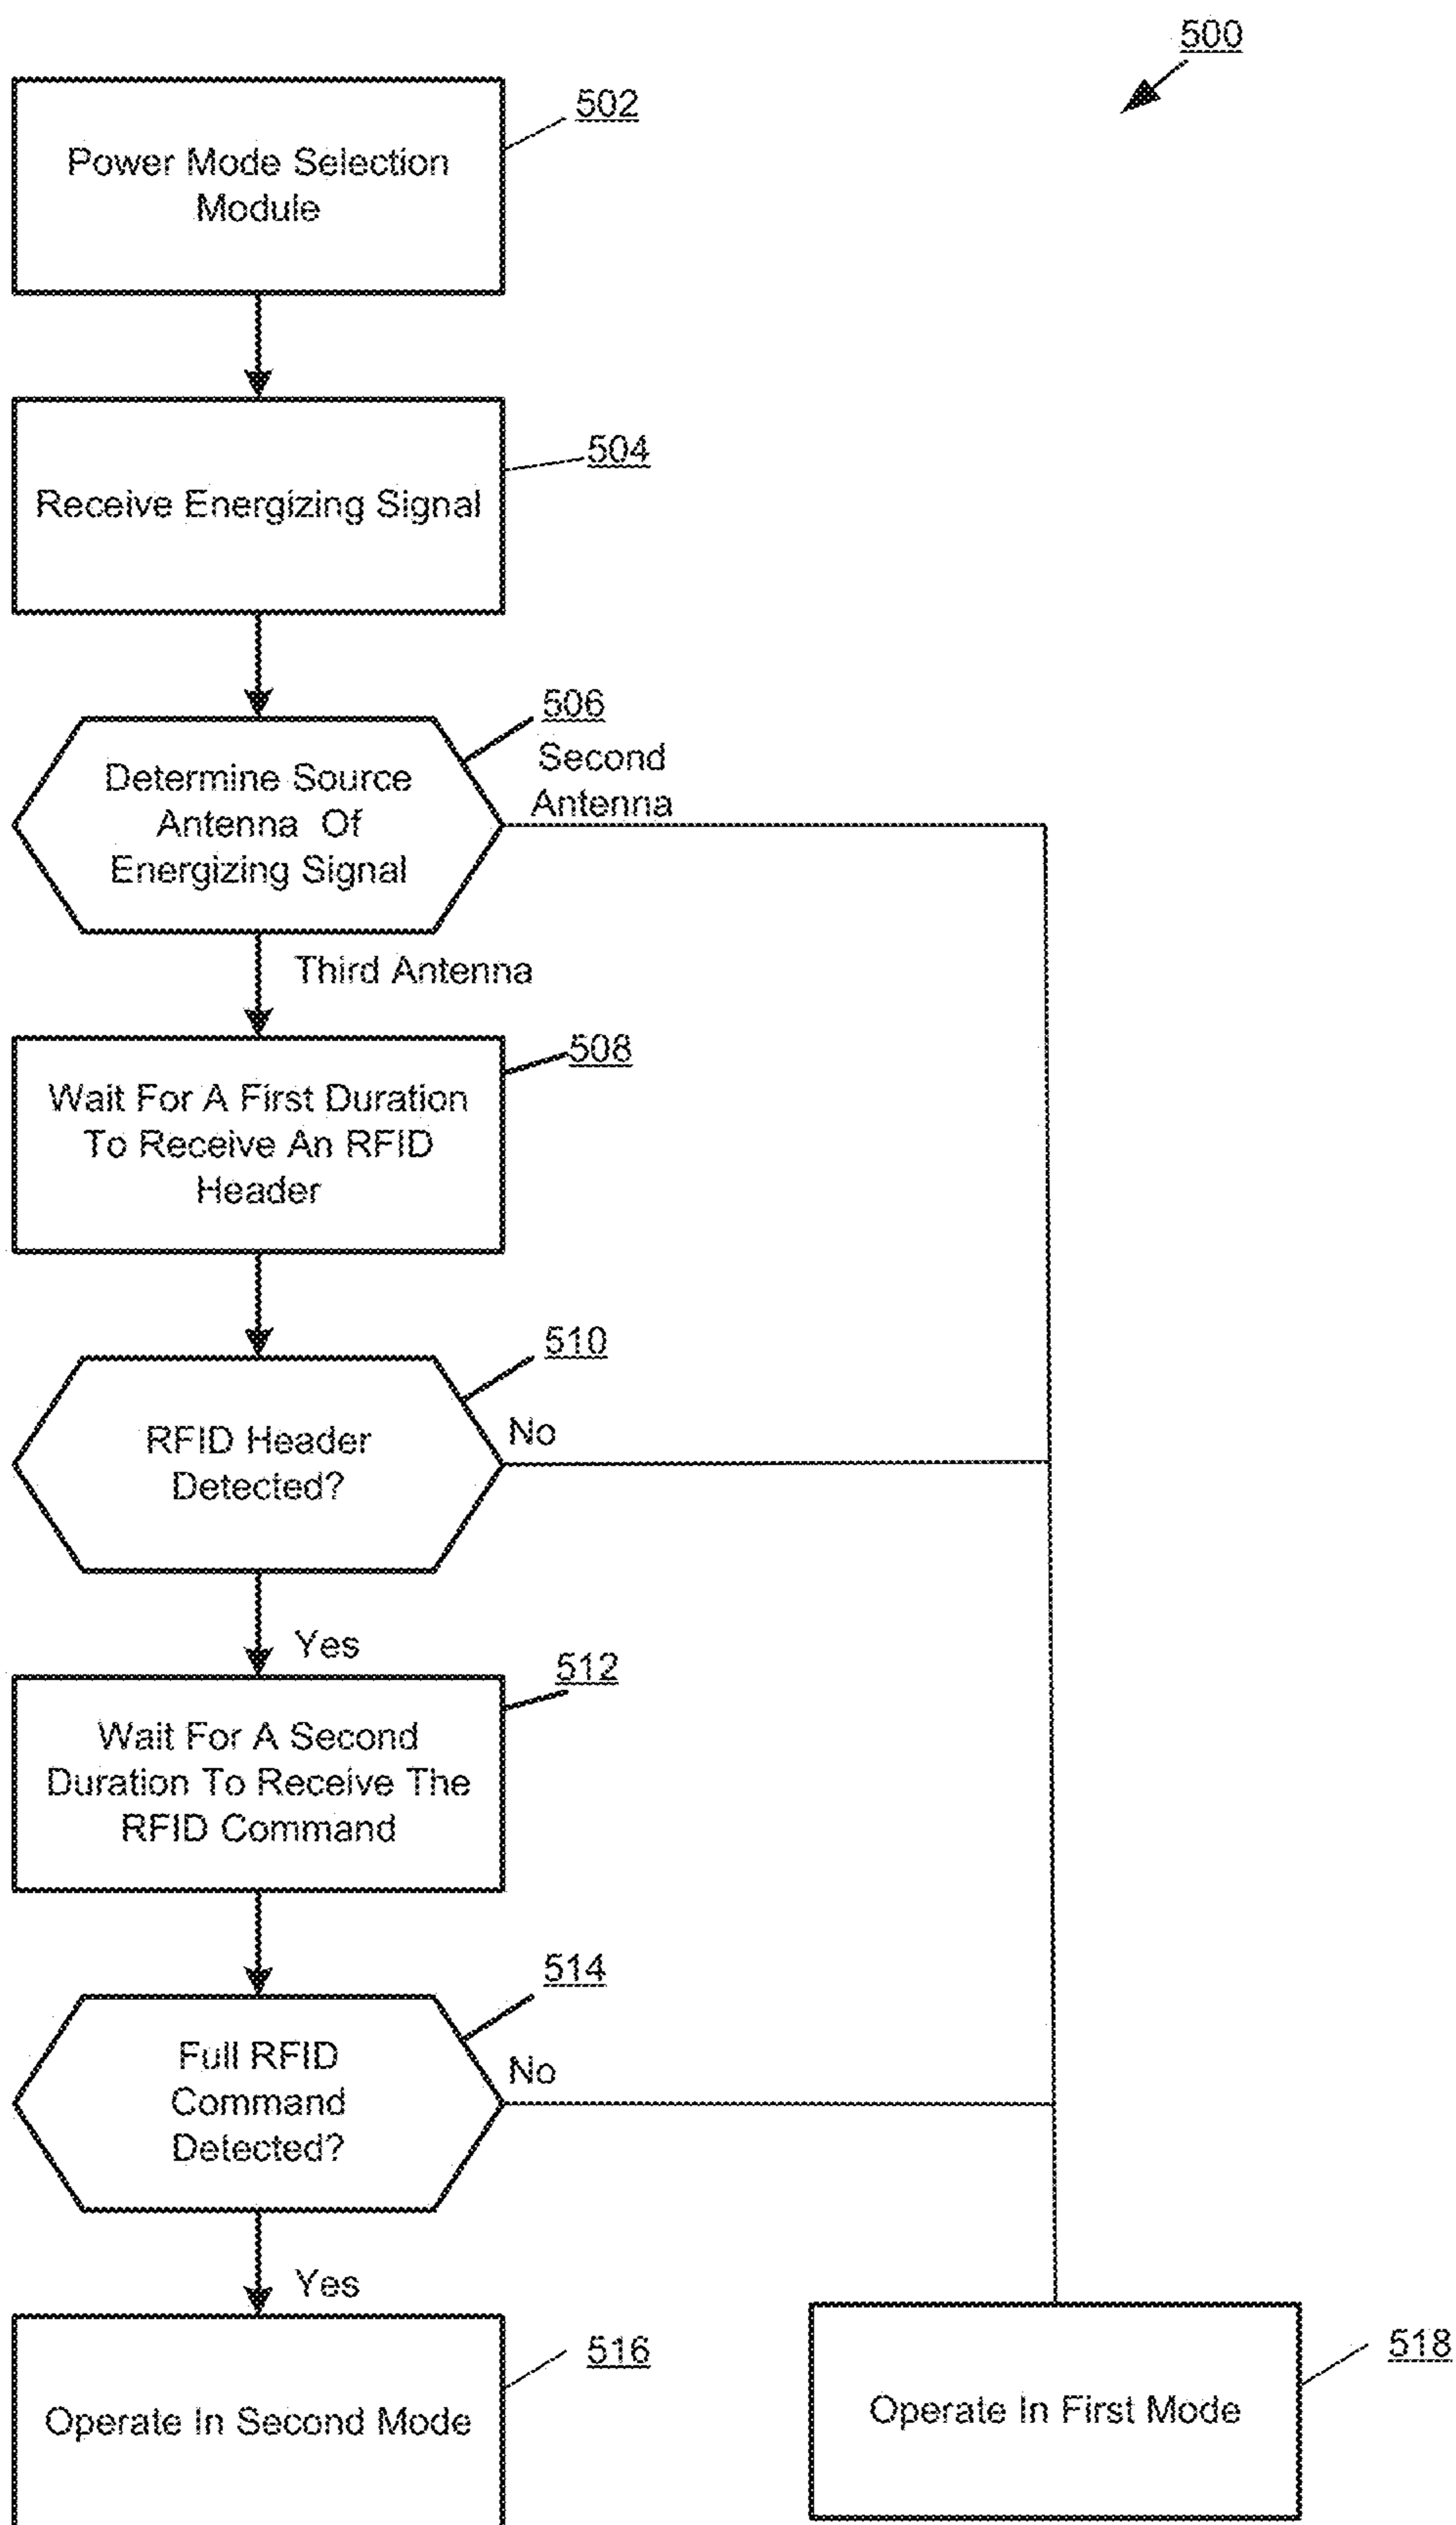 500
502
Power Mode Selection
Module
504
Receive Energizing Signal
506
Second
Antenna
Determine Source
Antenna Of
Energizing Signal
Third Antenna
508
Wait For A First Duration
To Receive An RFID
Header
510
No
RFID Header
Detected?
Yes
512
Wait For A Second
Duration To Receive The
RFID Command
514
No
Full RFID
Command
Detected?
Yes
516
Operate In Second Mode
518
Operate In First Mode